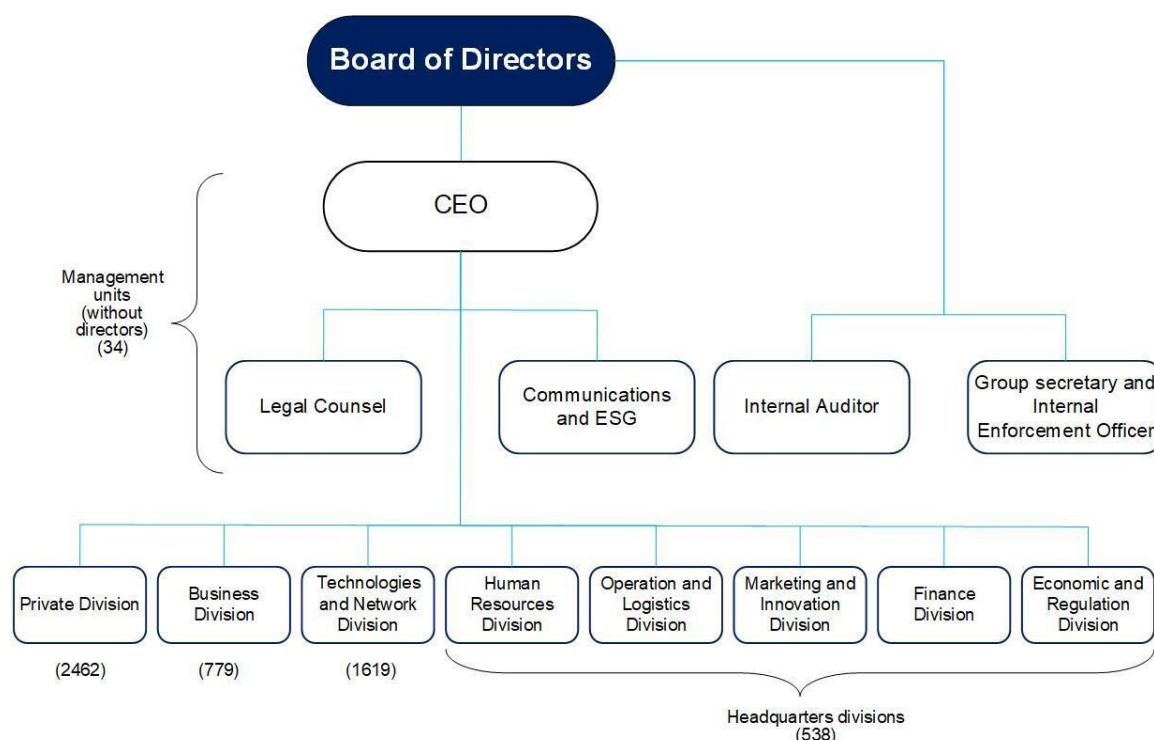 Board of Directors
CEO
Management
units
(without
directors)
(34)
Legal Counsel
Communications
and ESG
Internal Auditor
Group secretary and
Internal
Enforcement Officer
Private Division
Business
Division
Technologies
and Network
Division
Human
Resources
Division
Operation and
Logistics
Division
Marketing and
Innovation
Division
Finance
Division
Economic and
Regulation
Division
(2462)
(779)
(1619)
Headquarters divisions
(538)